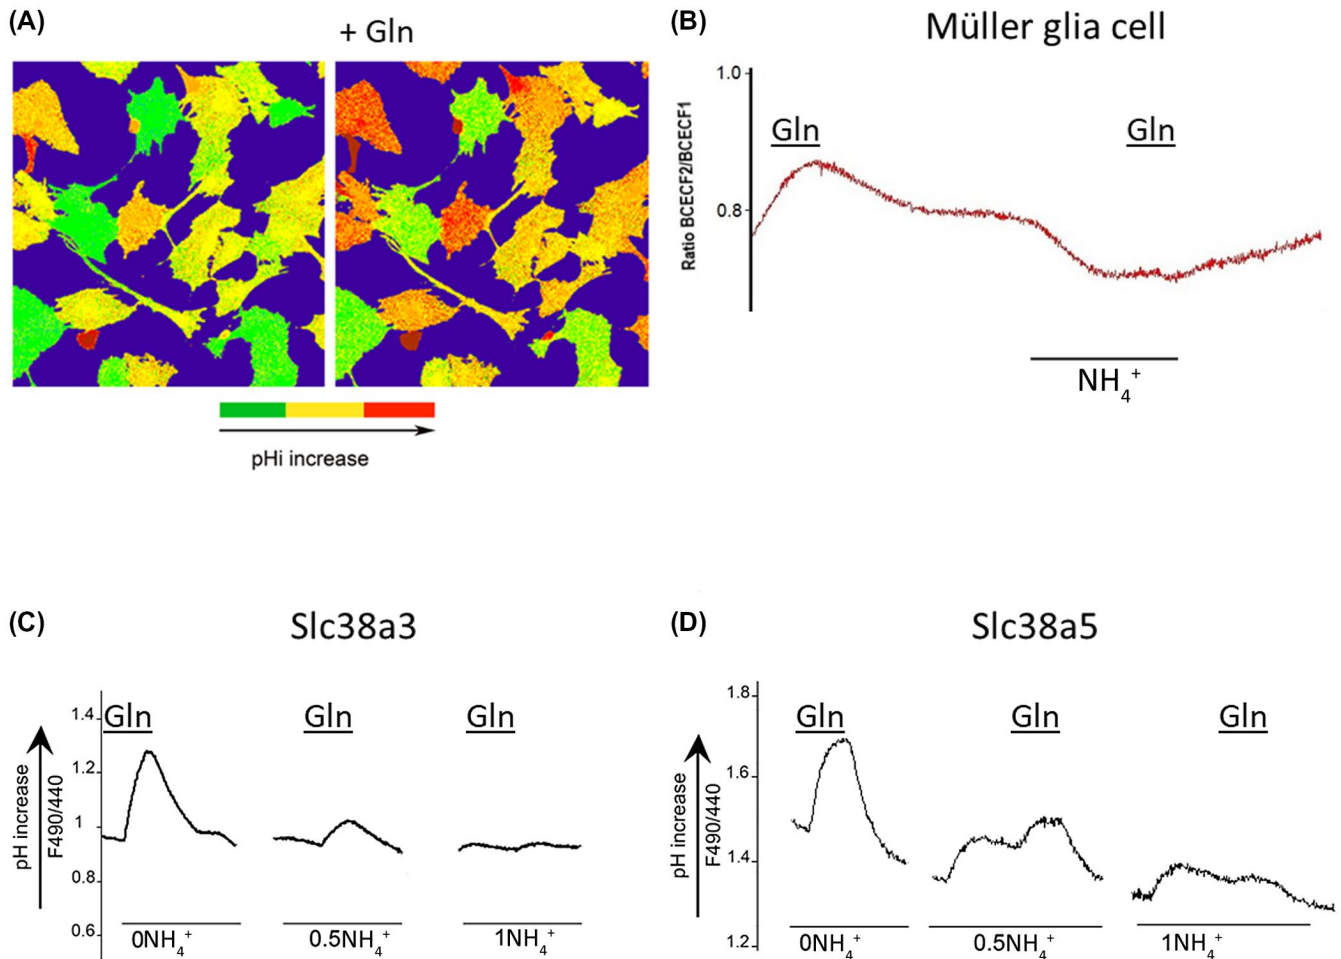 (A)
+ Gln
pHi increase
(B)
Müller glia cell
Ratio BCECF2/BCECF1
1.0
0.8
Gln
Gln
NH4+
(C)
Slc38a3
pH increase
F490/440
1.4
1.2
1
0.8
0.6
Gln
Gln
Gln
0NH4+
0.5NH4+
1NH4+
(D)
Slc38a5
pH increase
F490/440
1.8
1.6
1.4
1.2
Gln
Gln
Gln
0NH4+
0.5NH4+
1NH4+